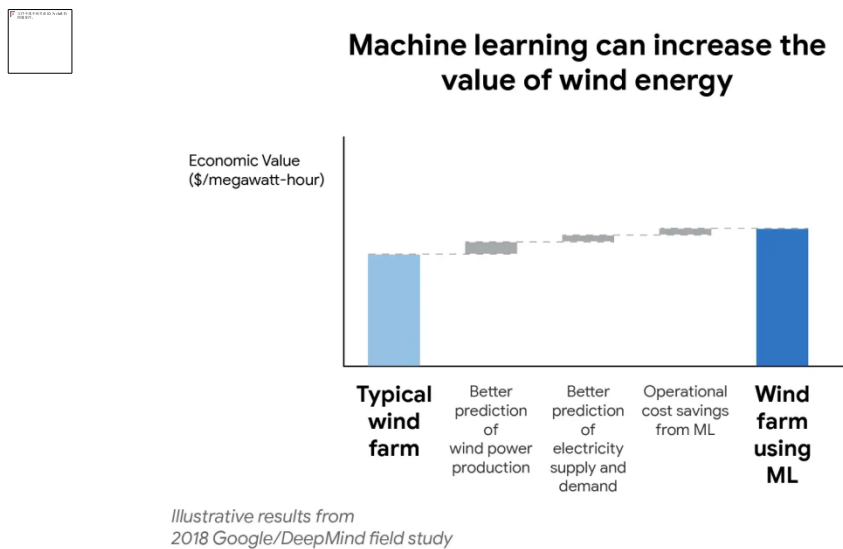 Machine learning can increase the
value of wind energy
Economic Value
($/megawatt-hour)
Typical
wind
farm
Better
prediction
of
wind power
production
Better
prediction
of
electricity
supply and
demand
Operational
cost savings
from ML
Wind
farm
using
ML
Illustrative results from
2018 Google/DeepMind field study